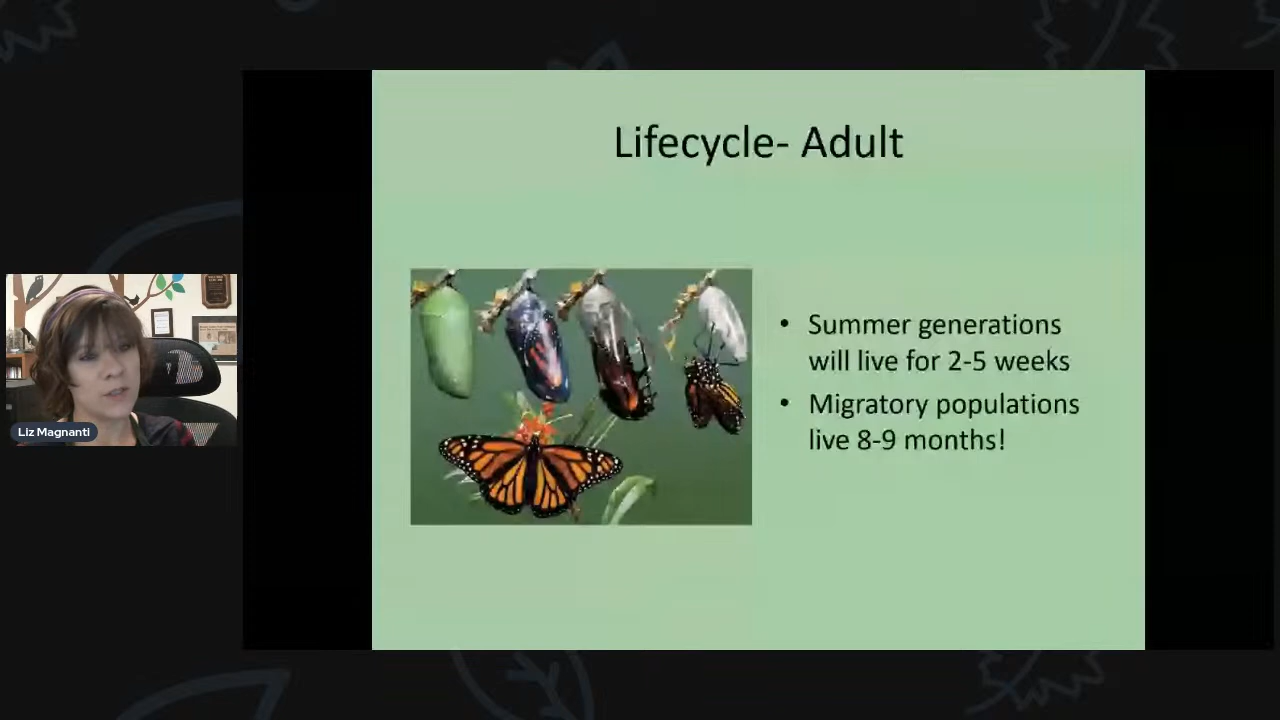 Lifecycle- Adult
• Summer generations
will live for 2-5 weeks
• Migratory populations
live 8-9 months!
Liz Magnanti